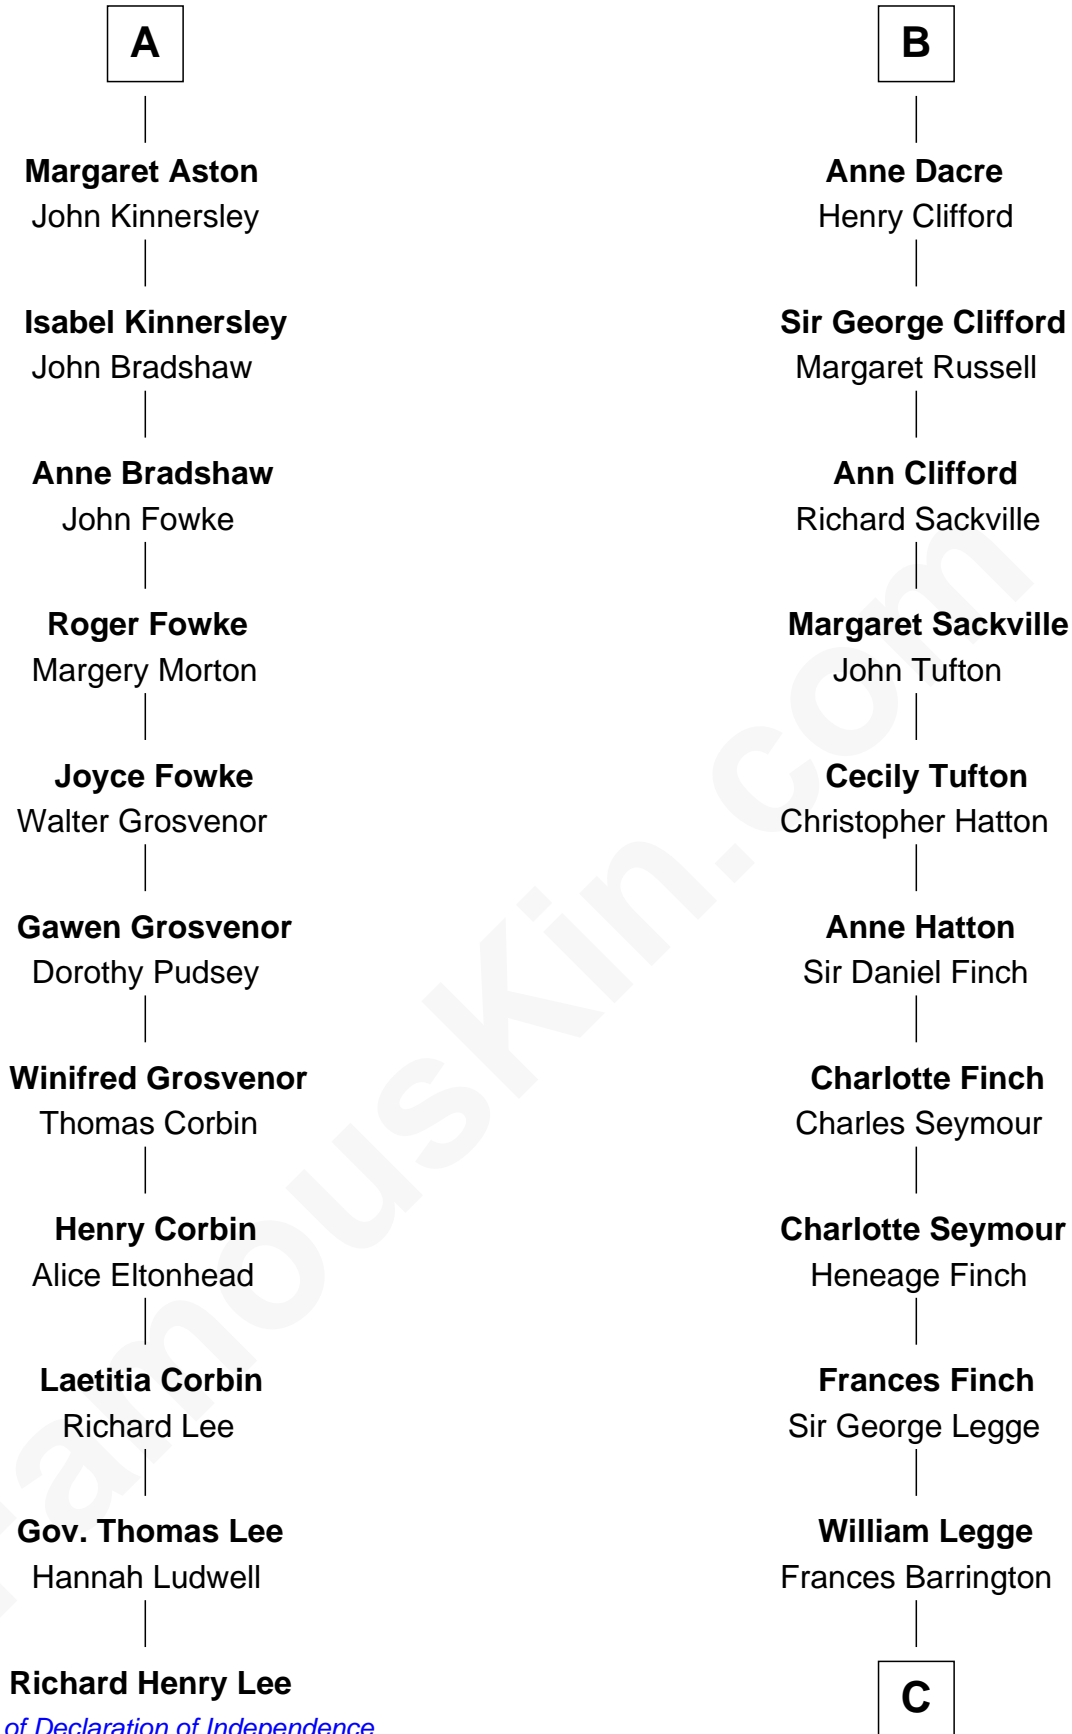 A
Margaret Aston
John Kinnersley
Isabel Kinnersley
John Bradshaw
Anne Bradshaw
John Fowke
Roger Fowke
Margery Morton
Joyce Fowke
Walter Grosvenor
Gawen Grosvenor
Dorothy Pudsey
Winifred Grosvenor
Thomas Corbin
Henry Corbin
Alice Eltonhead
Laetitia Corbin
Richard Lee
Gov. Thomas Lee
Hannah Ludwell
Richard Henry Lee
of Declaration of Independence
B
Anne Dacre
Henry Clifford
Sir George Clifford
Margaret Russell
Ann Clifford
Richard Sackville
Margaret Sackville
John Tufton
Cecily Tufton
Christopher Hatton
Anne Hatton
Sir Daniel Finch
Charlotte Finch
Charles Seymour
Charlotte Seymour
Heneage Finch
Frances Finch
Sir George Legge
William Legge
Frances Barrington
C
FamousKin.com